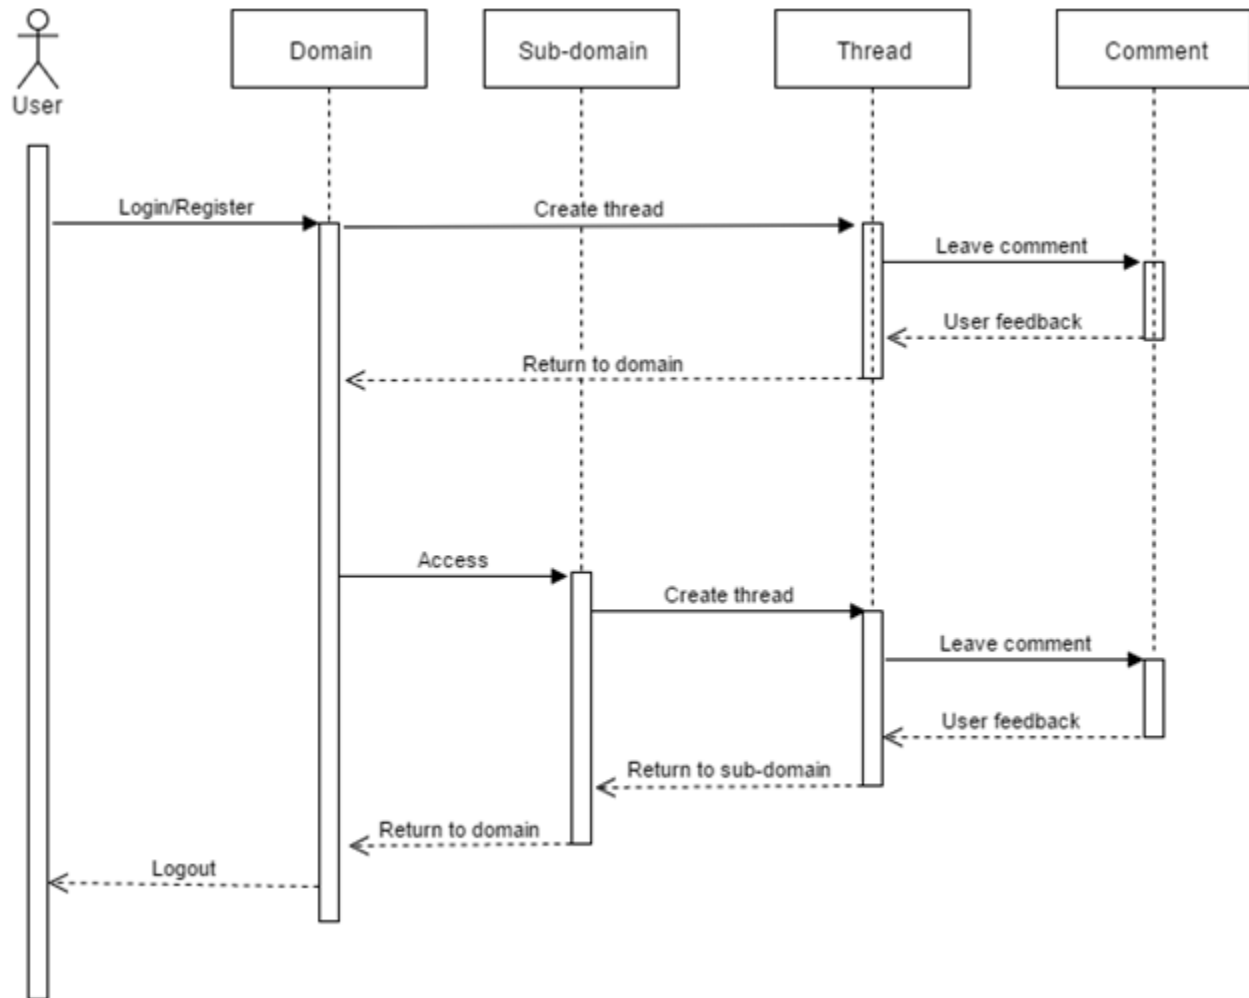 Domain
Sub-domain
Thread
Comment
User
Login/Register
Create thread
Leave comment
User feedback
Return to domain
Access
Create thread
Leave comment
User feedback
Return to sub-domain
Return to domain
Logout